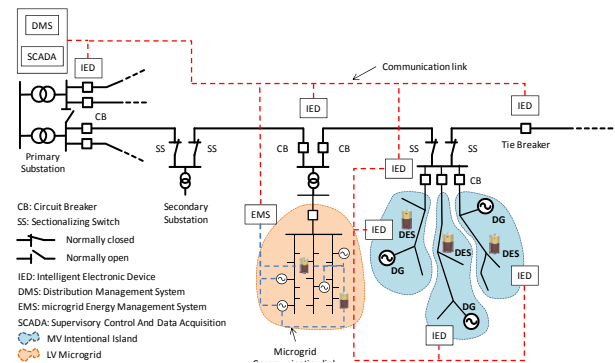 DMS
SCADA
IED
Communication link
IED
IED
CB
SS
SS
CB
CB
IED
SS
SS
Primary
Substation
Tie Breaker
CB
Secondary
Substation
CB: Circuit Breaker
SS: Sectionalizing Switch
Normally closed
Normally open
IED: Intelligent Electronic Device
DMS: Distribution Management System
EMS: microgrid Energy Management System
SCADA: Supervisory Control And Data Acquisition
MV Intentional Island
LV Microgrid
EMS
IED
DES
DG
DES
DG
DES
DG
IED
IED
Microgrid